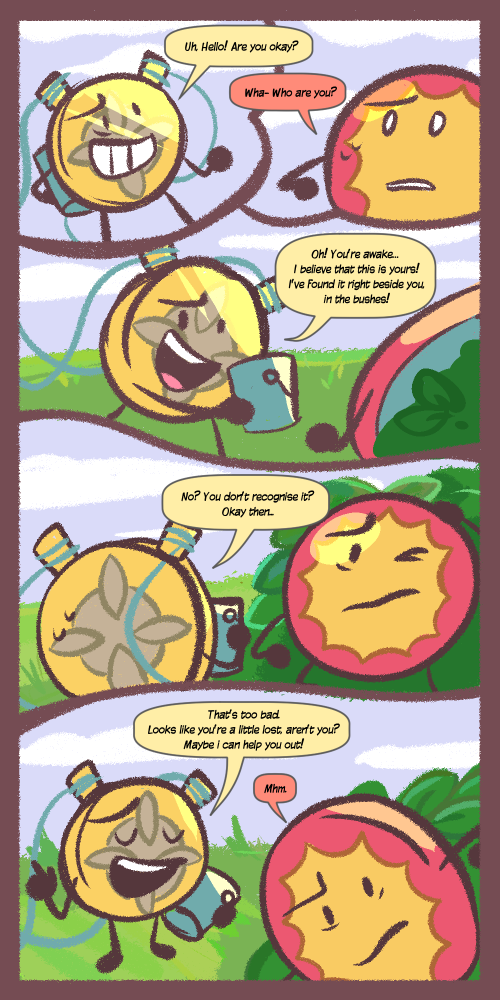 Uh, Hello! Are you okay?
Wha- Who are you?
Oh! You're awake...
I believe that this is yours!
I've found it right beside you,
in the bushes!
No? You don't recognise it?
Okay then...
That's too bad.
Looks like you're a little lost, aren't you?
Maybe i can help you out!
Mhm.